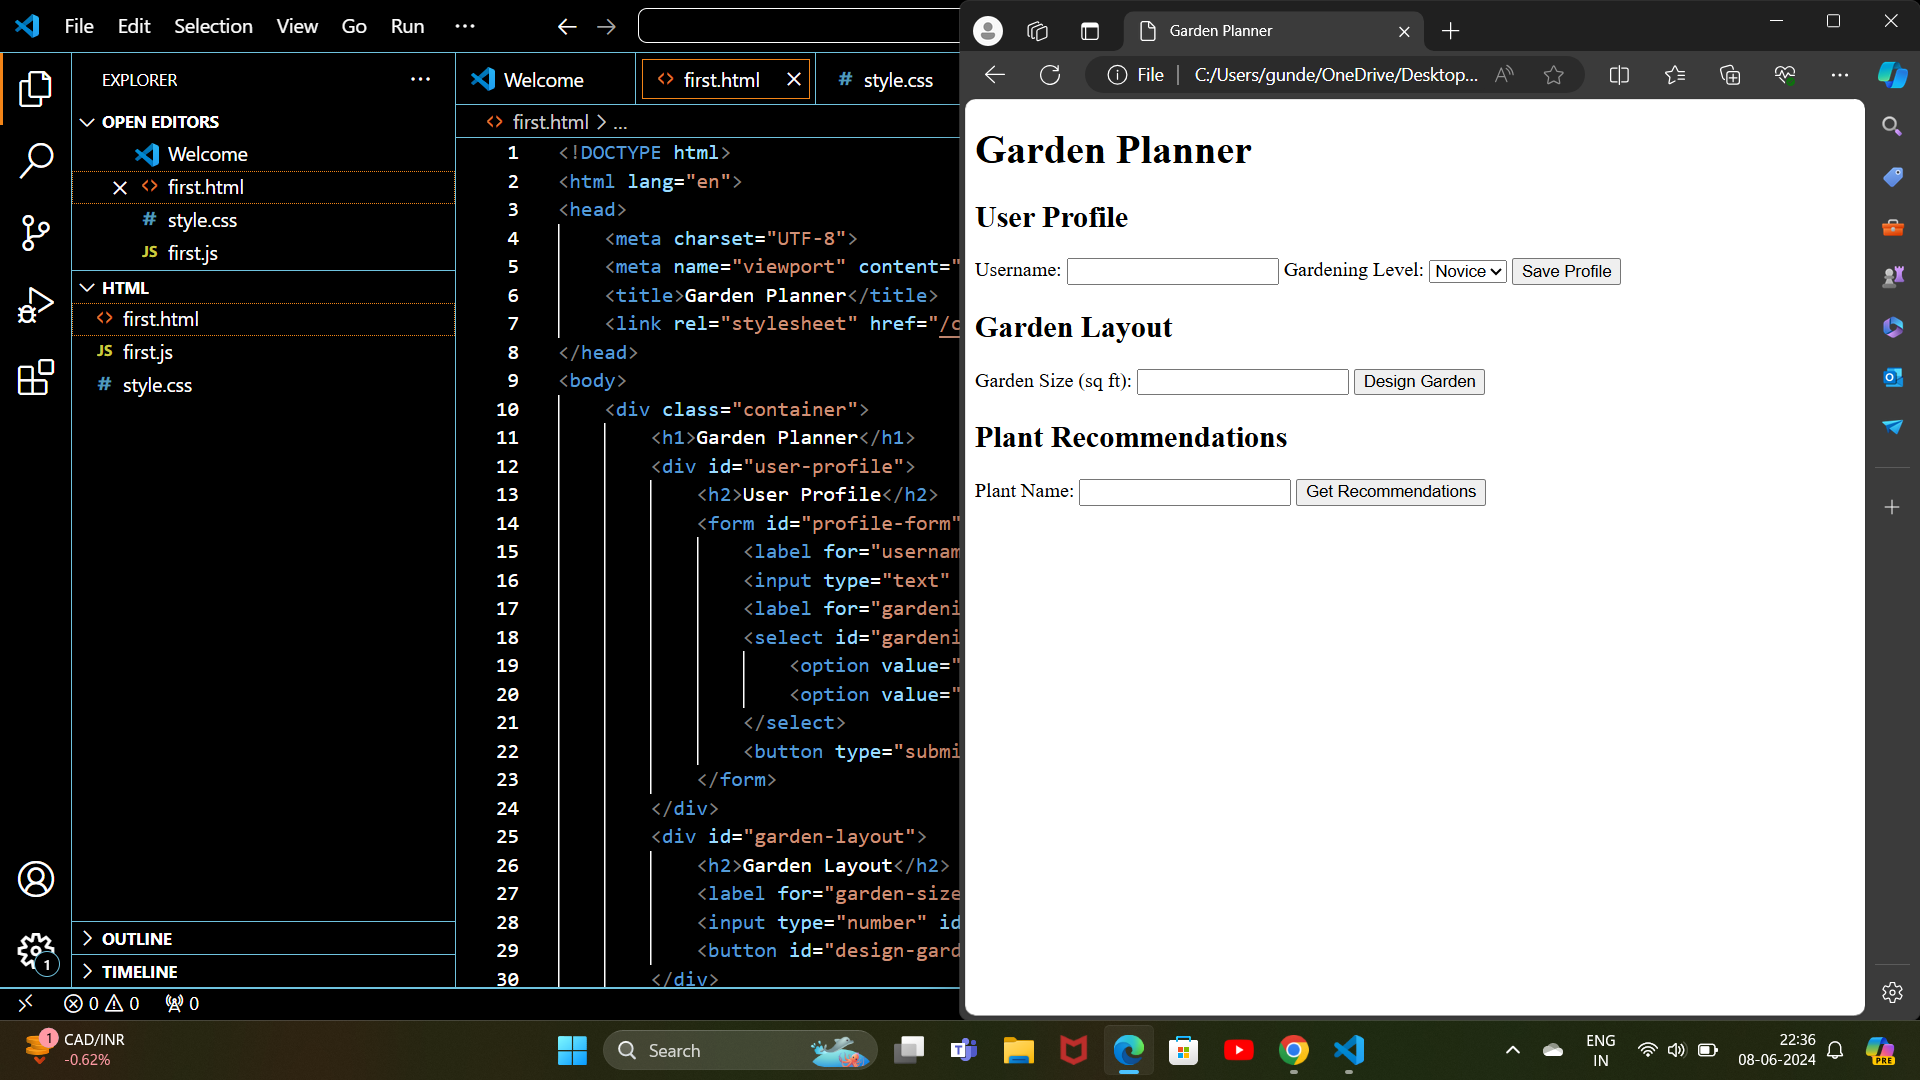 File Edit Selection View Go Run ...
EXPLORER ...
OPEN EDITORS
Welcome
<> first.html
# style.css
JS first.js
HTML
<> first.html
JS first.js
# style.css
OUTLINE
TIMELINE
1
0 0 0
Welcome
<> first.html
# style.css
<> first.html > ...
1 <!DOCTYPE html>
2 <html lang="en">
3 <head>
4 <meta charset="UTF-8">
5 <meta name="viewport" content="
6 <title>Garden Planner</title>
7 <link rel="stylesheet" href="/c
8 </head>
9 <body>
10 <div class="container">
11 <h1>Garden Planner</h1>
12 <div id="user-profile">
13 <h2>User Profile</h2>
14 <form id="profile-form"
15 <label for="usernam
16 <input type="text"
17 <label for="gardeni
18 <select id="gardeni
19 <option value="
20 <option value="
21 </select>
22 <button type="submi
23 </form>
24 </div>
25 <div id="garden-layout">
26 <h2>Garden Layout</h2>
27 <label for="garden-size
28 <input type="number" id
29 <button id="design-gard
30 </div>
Garden Planner
File | C:/Users/gunde/OneDrive/Desktop...
Garden Planner
User Profile
Username: Gardening Level: Novice Save Profile
Garden Layout
Garden Size (sq ft): Design Garden
Plant Recommendations
Plant Name: Get Recommendations
1 CAD/INR
-0.62%
Search
ENG
IN
22:36
08-06-2024
PRE